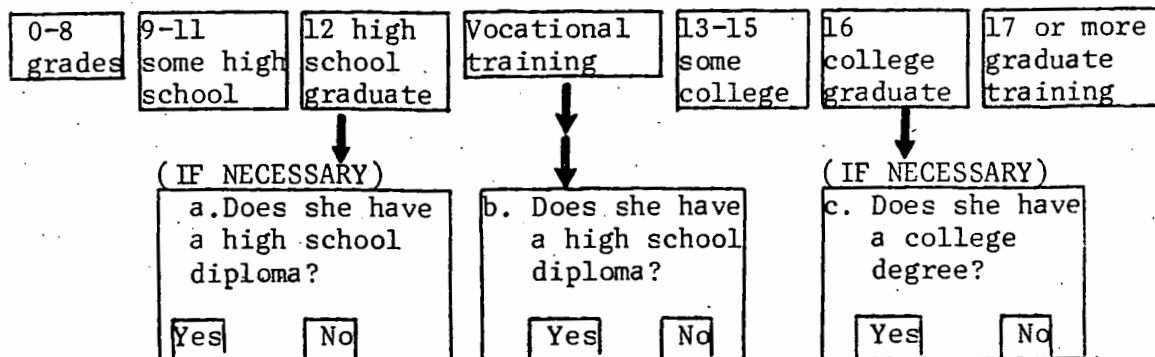 0-8
grades
9-11
some high
school
12 high
school
graduate
Vocational
training
13-15
some
college
16
college
graduate
17 or more
graduate
training
(IF NECESSARY)
a.Does she have
a high school
diploma?
Yes No
b. Does she have
a high school
diploma?
Yes No
(IF NECESSARY)
c. Does she have
a college
degree?
Yes No